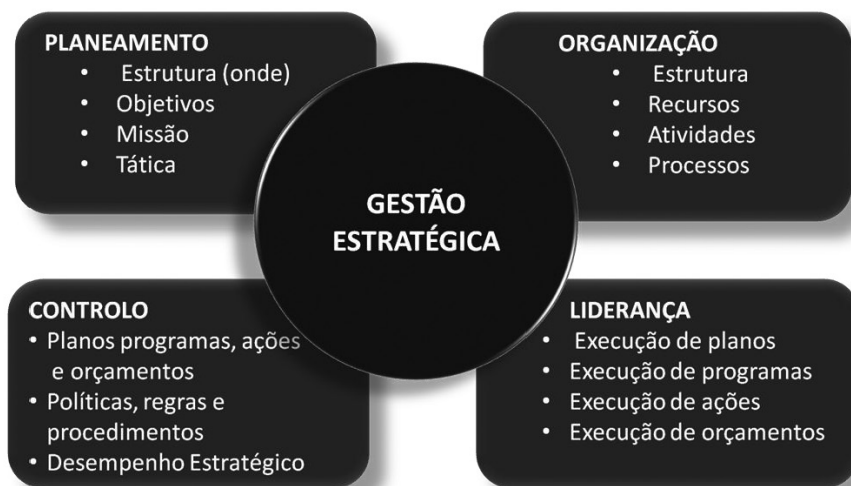 PLANEAMENTO
• Estrutura (onde)
• Objetivos
• Missão
• Tática
ORGANIZAÇÃO
• Estrutura
• Recursos
• Atividades
• Processos
GESTÃO
ESTRATÉGICA
CONTROLO
• Planos programas, ações
e orçamentos
• Políticas, regras e
procedimentos
• Desempenho Estratégico
LIDERANÇA
• Execução de planos
• Execução de programas
• Execução de ações
• Execução de orçamentos